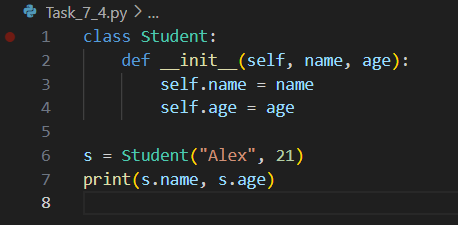 Task_7_4.py > ...
1 class Student:
2     def __init__(self, name, age):
3         self.name = name
4         self.age = age
5
6 s = Student("Alex", 21)
7 print(s.name, s.age)
8